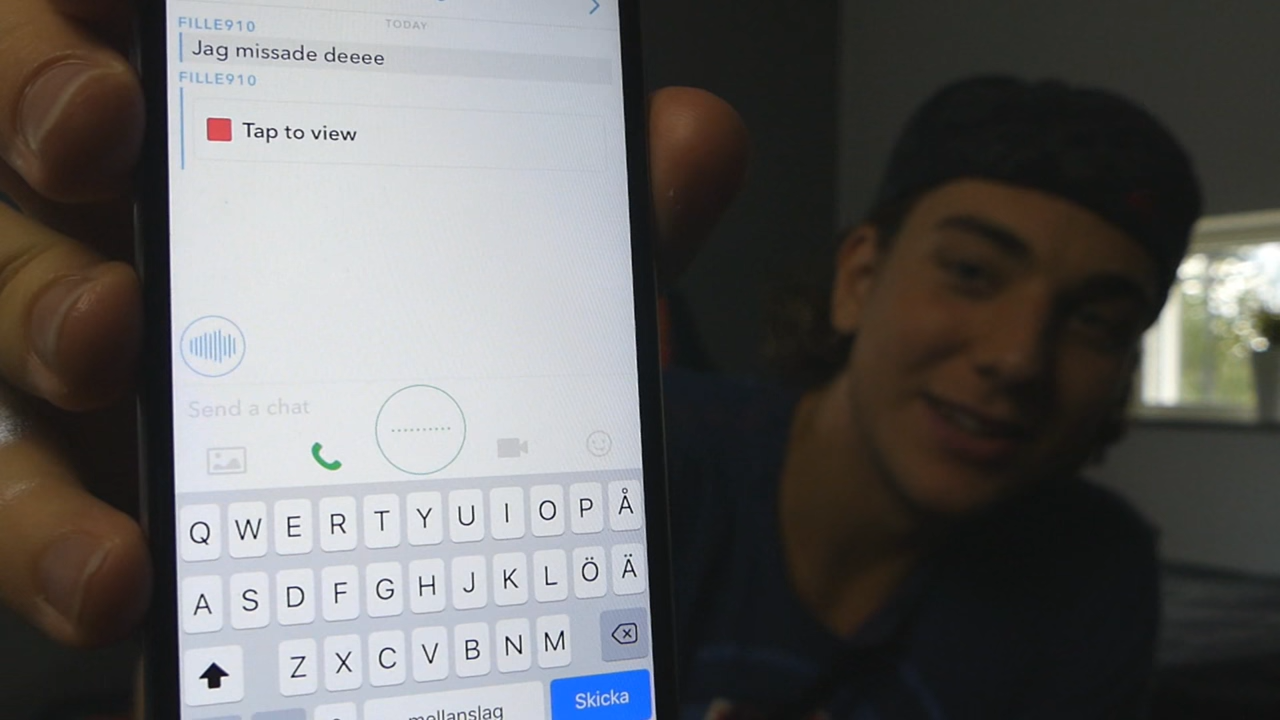 FILLE910
TODAY
Jag missade deeee
FILLE910
Tap to view
Send a chat
Q W E R T Y U I O P Å
A S D F G H J K L Ö Ä
Z X C V B N M
mellanslag
Skicka